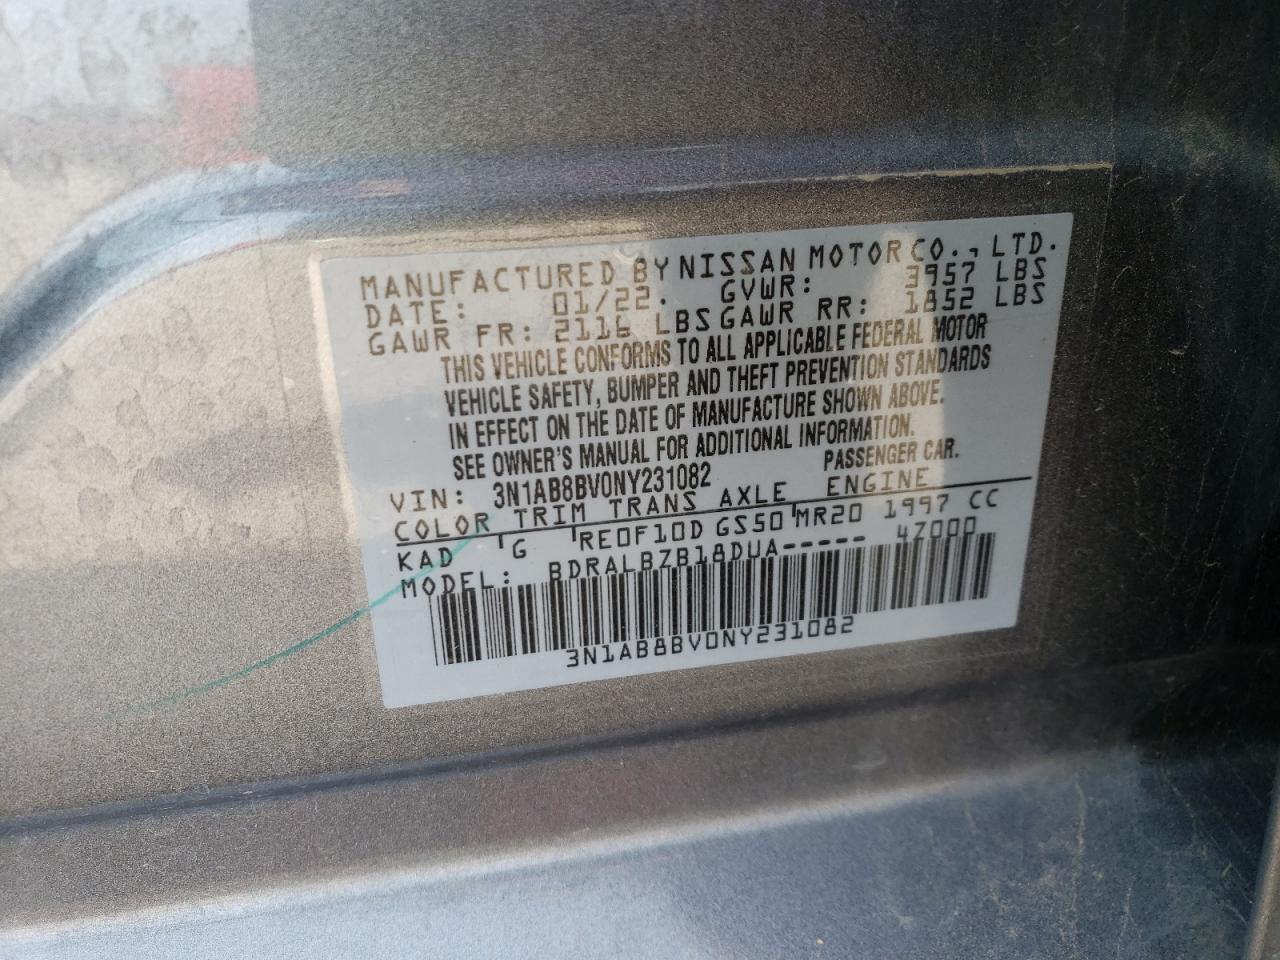 MANUFACTURED BY NISSAN MOTOR CO., LTD.
DATE: 01/22. GVWR: 3957 LBS
GAWR FR: 2116 LBS GAWR RR: 1852 LBS
THIS VEHICLE CONFORMS TO ALL APPLICABLE FEDERAL MOTOR
VEHICLE SAFETY, BUMPER AND THEFT PREVENTION STANDARDS
IN EFFECT ON THE DATE OF MANUFACTURE SHOWN ABOVE.
SEE OWNER'S MANUAL FOR ADDITIONAL INFORMATION.
VIN: 3N1AB8BV0NY231082 PASSENGER CAR.
COLOR TRIM TRANS AXLE ENGINE
KAD G RE0F10D GS50 MR20 1997 CC
MODEL: BDRALBZB18DUA----- 4Z000
3N1AB8BV0NY231082